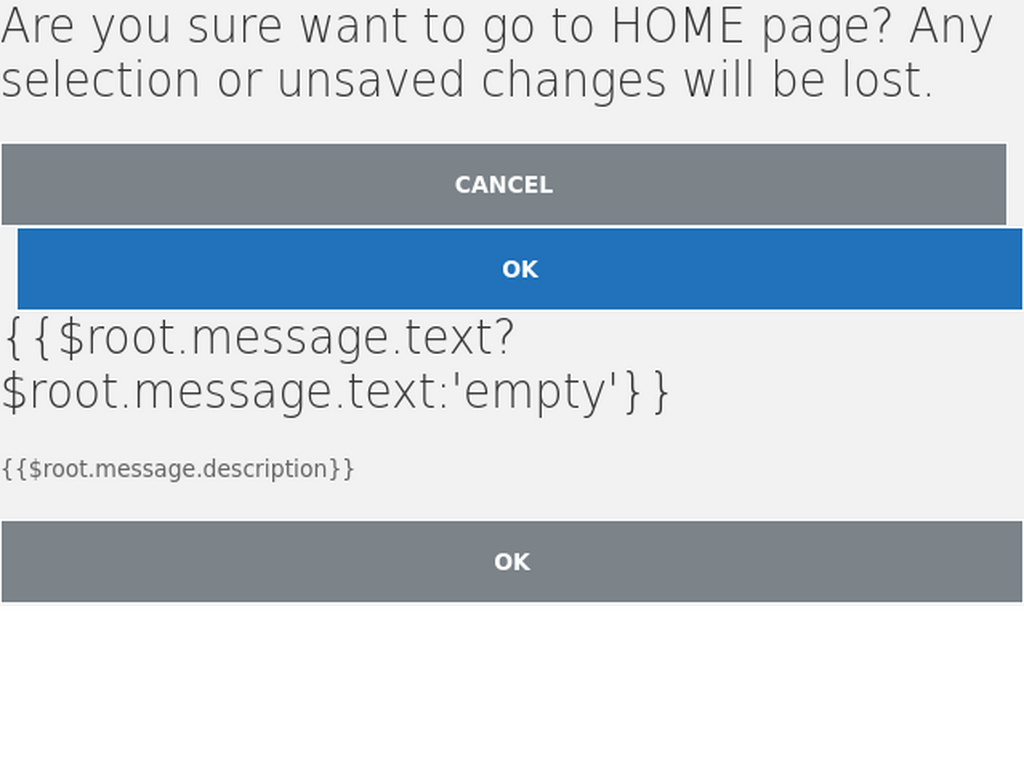 Are you sure want to go to HOME page? Any
selection or unsaved changes will be lost.
CANCEL
OK
{{$root.message.text?
$root.message.text:'empty'}}
{{$root.message.description}}
OK